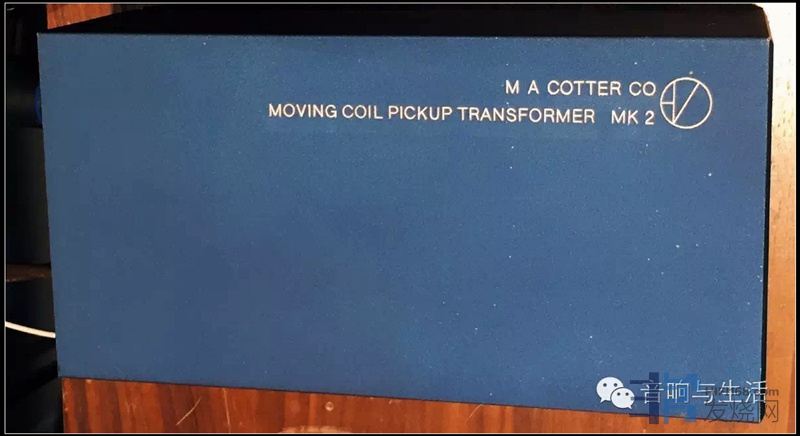 M A COTTER CO
MOVING COIL PICKUP TRANSFORMER MK 2
音响与生活
发烧网